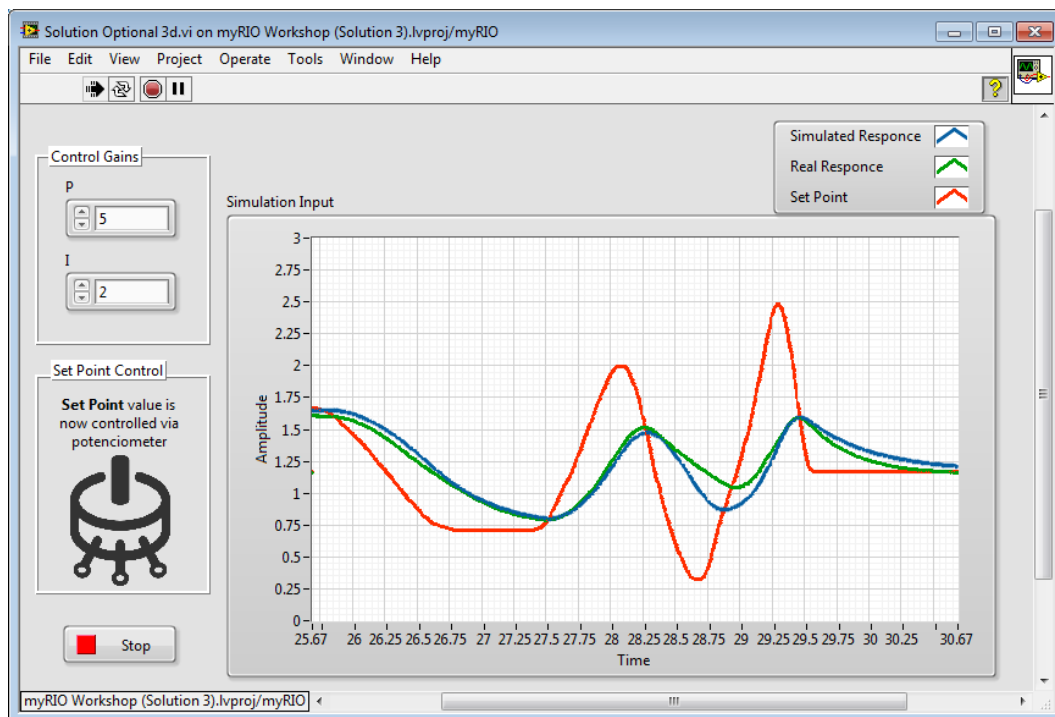 Solution Optional 3d.vi on myRIO Workshop (Solution 3).lvproj/myRIO
File Edit View Project Operate Tools Window Help
?
Control Gains
P
5
I
2
Set Point Control
Set Point value is
now controlled via
potenciometer
Stop
Simulated Responce
Real Responce
Set Point
Simulation Input
Amplitude
3
2.75
2.5
2.25
2
1.75
1.5
1.25
1
0.75
0.5
0.25
0
25.67 26 26.25 26.5 26.75 27 27.25 27.5 27.75 28 28.25 28.5 28.75 29 29.25 29.5 29.75 30 30.25 30.67
Time
myRIO Workshop (Solution 3).lvproj/myRIO